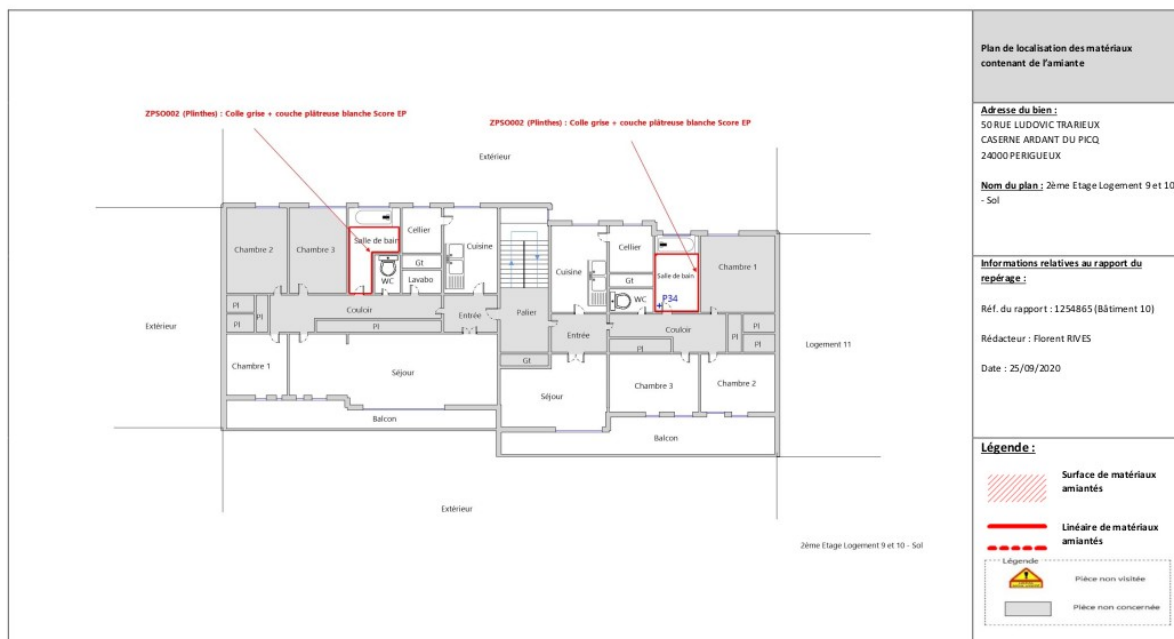 Plan de localisation des matériaux
contenant de l'amiante
Adresse du bien :
50 RUE LUDOVIC TRARIEUX
CASERNE ARDANT DU PICQ
24000 PERIGUEUX
Nom du plan : 2ème Etage Logement 9 et 10
- Sol
Informations relatives au rapport du
repérage :
Réf. du rapport : 1254865 (Bâtiment 10)
Rédacteur : Florent RIVES
Date : 25/09/2020
Légende :
Surface de matériaux
amiantés
Linéaire de matériaux
amiantés
Légende
Pièce non visitée
Pièce non concernée
ZPSO002 (Plinthes) : Colle grise + couche plâtreuse blanche Score EP
ZPSO002 (Plinthes) : Colle grise + couche plâtreuse blanche Score EP
Extérieur
Chambre 2
Chambre 3
Salle de bain
Cellier
Cuisine
Gt
WC
Lavabo
Cuisine
Cellier
Gt
WC
Salle de bain
P34
Chambre 1
Pl
Pl
Pl
Couloir
Pl
Entrée
Palier
Gt
Entrée
Couloir
Pl
Pl
Pl
Pl
Extérieur
Logement 11
Chambre 1
Séjour
Balcon
Séjour
Chambre 3
Chambre 2
Balcon
Extérieur
2ème Etage Logement 9 et 10 - Sol